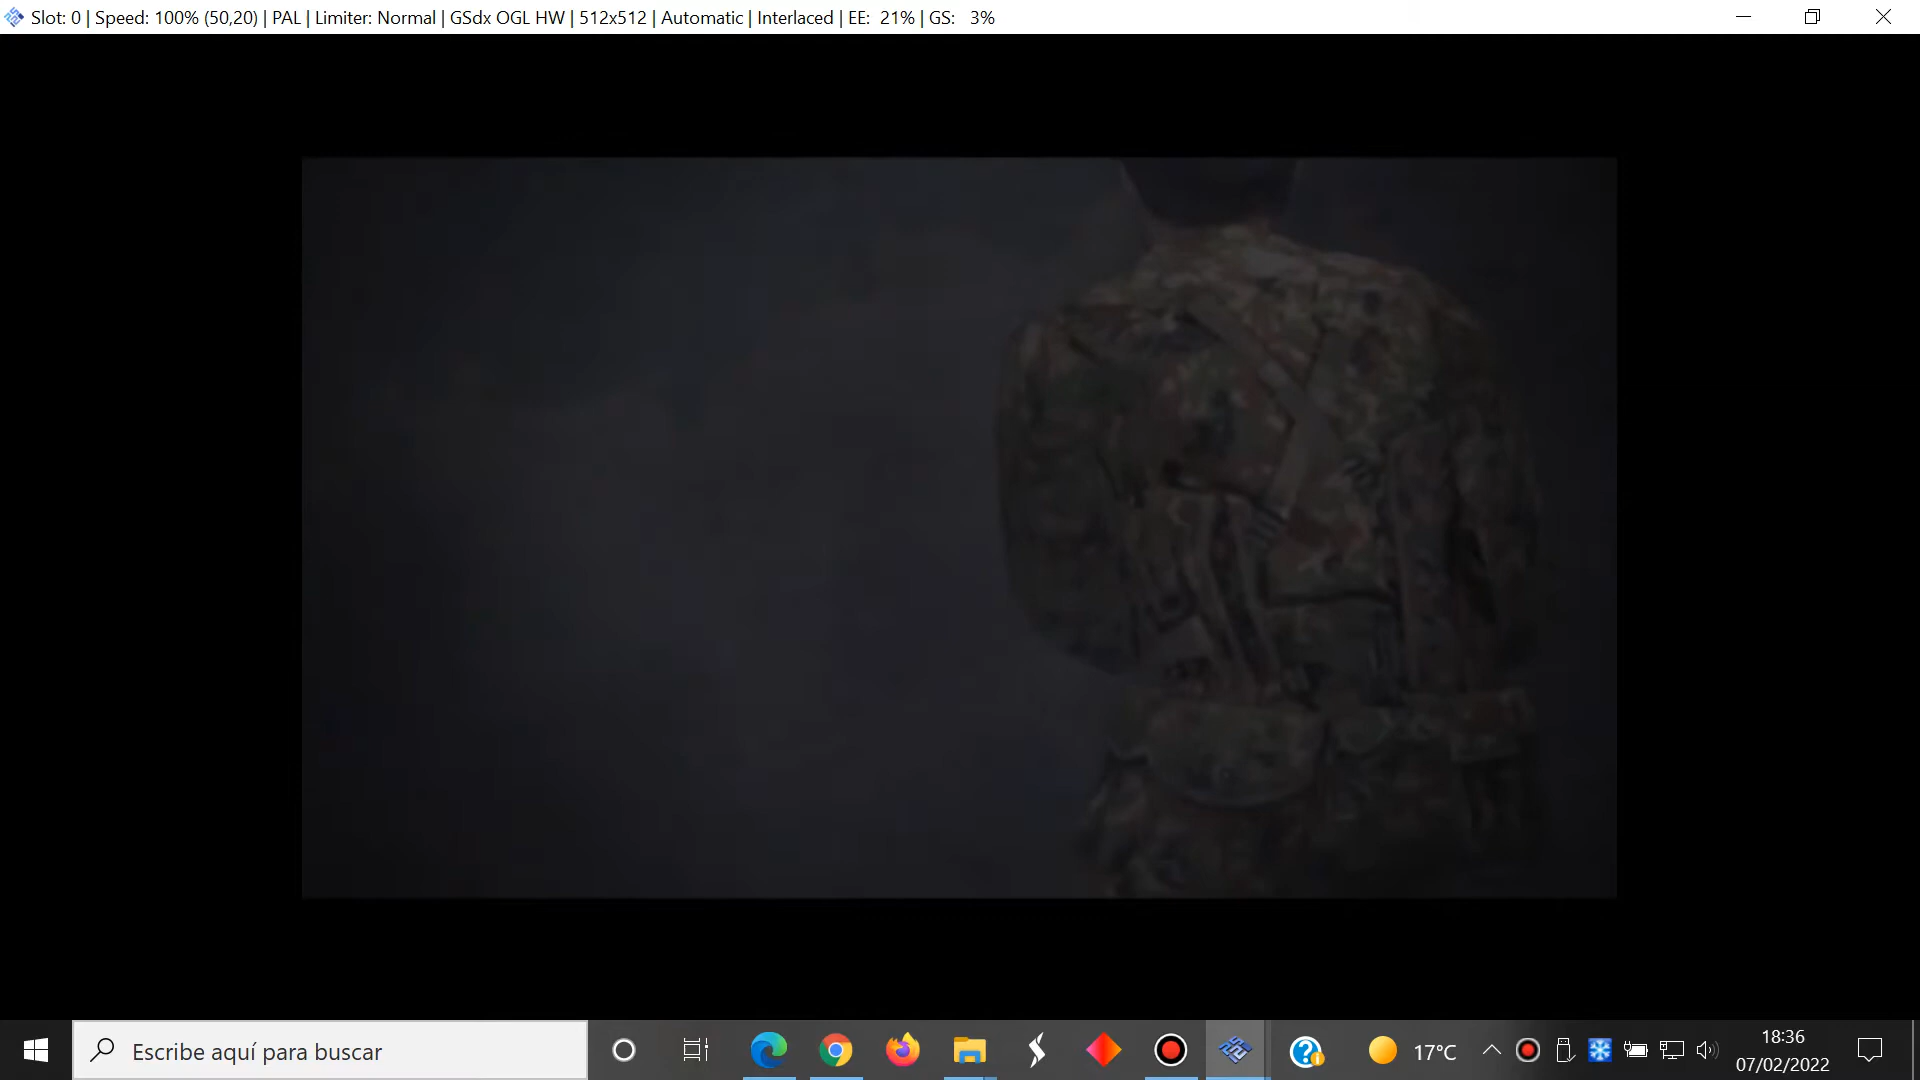 Slot: 0 | Speed: 100% (50,20) | PAL | Limiter: Normal | GSdx OGL HW | 512x512 | Automatic | Interlaced | EE:  21% | GS:   3%
Escribe aquí para buscar
17°C
18:36
07/02/2022